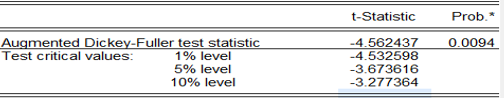 t-Statistic Prob.*
Augmented Dickey-Fuller test statistic -4.562437 0.0094
Test critical values: 1% level -4.532598
5% level -3.673616
10% level -3.277364